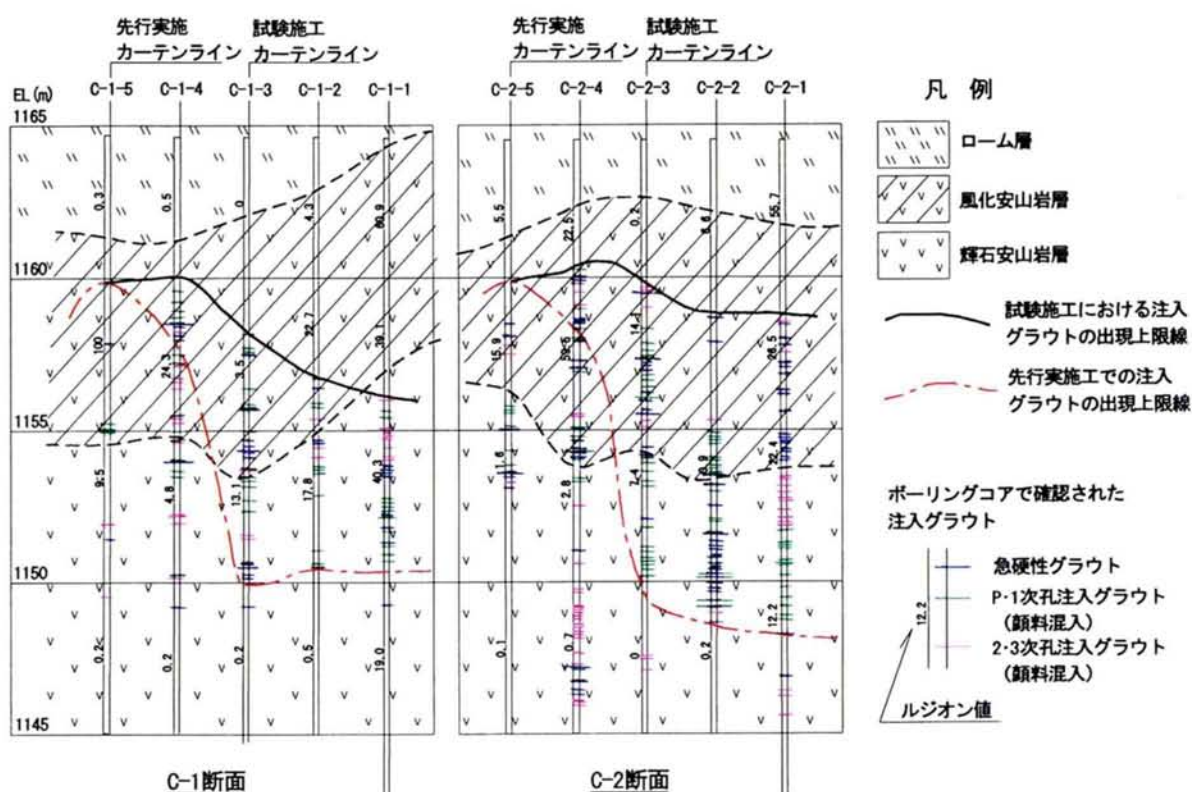 先行実施
カーテンライン
試験施工
カーテンライン
EL(m)
C-1-5
C-1-4
C-1-3
C-1-2
C-1-1
1165
1160
1155
1150
1145
0.3
100
9.5
0.2
0.5
24.3
4.8
0.2
0
3.5
13.1
0.2
4.3
22.7
17.8
0.5
60.9
39.1
40.3
19.0
C-1断面
先行実施
カーテンライン
試験施工
カーテンライン
C-2-5
C-2-4
C-2-3
C-2-2
C-2-1
5.5
15.9
1.6
0.1
22.5
59.6
2.8
0.7
0.2
7.4
0
6.6
0.2
55.7
26.5
22.4
12.2
C-2断面
凡 例
ローム層
風化安山岩層
輝石安山岩層
試験施工における注入
グラウトの出現上限線
先行実施工での注入
グラウトの出現上限線
ボーリングコアで確認された
注入グラウト
12.2
急硬性グラウト
P・1次孔注入グラウト
(顔料混入)
2・3次孔注入グラウト
(顔料混入)
ルジオン値